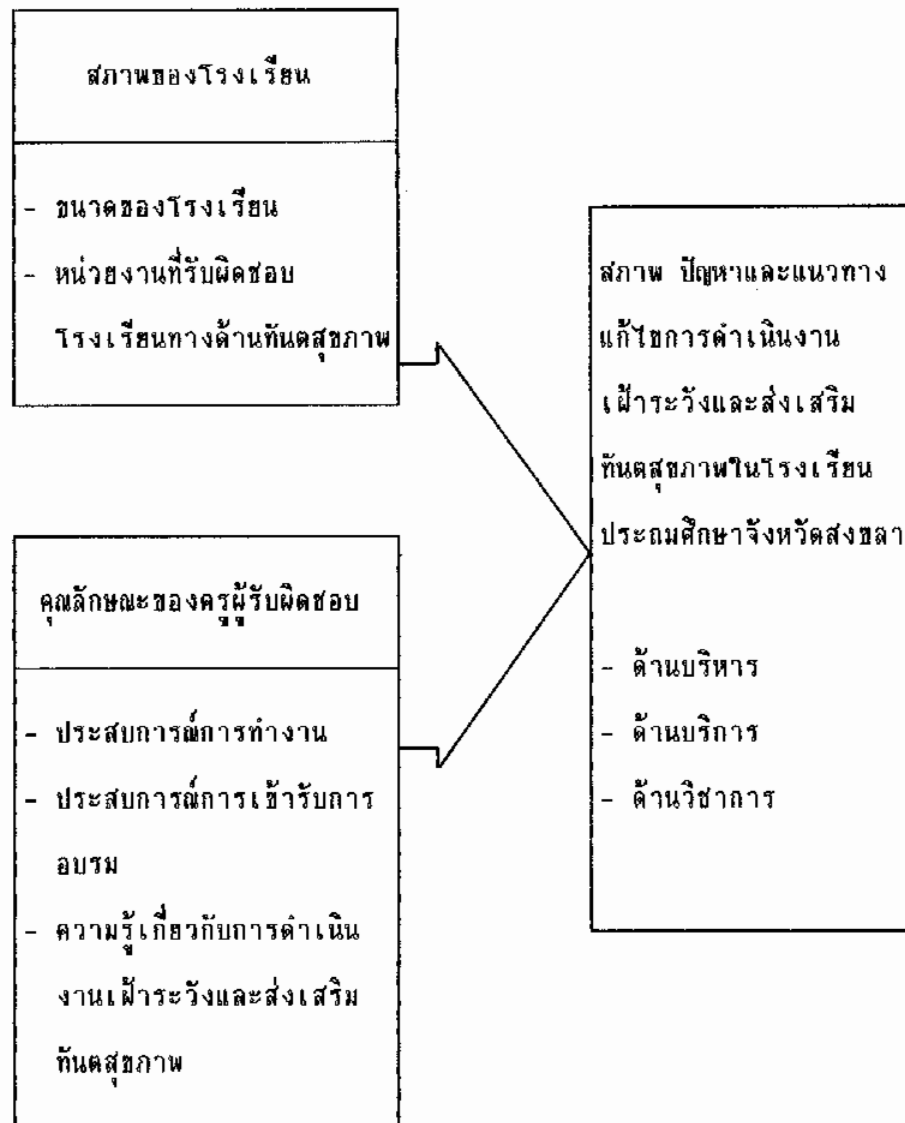 สภาพของโรงเรียน
- ขนาดของโรงเรียน
- หน่วยงานที่รับผิดชอบ
โรงเรียนทางด้านทันตสุขภาพ
คุณลักษณะของครูผู้รับผิดชอบ
- ประสบการณ์การทำงาน
- ประสบการณ์การเข้ารับการ
อบรม
- ความรู้เกี่ยวกับการดำเนิน
งานเฝ้าระวังและส่งเสริม
ทันตสุขภาพ
สภาพ ปัญหาและแนวทาง
แก้ไขการดำเนินงาน
เฝ้าระวังและส่งเสริม
ทันตสุขภาพในโรงเรียน
ประถมศึกษาจังหวัดสงขลา
- ด้านบริหาร
- ด้านบริการ
- ด้านวิชาการ